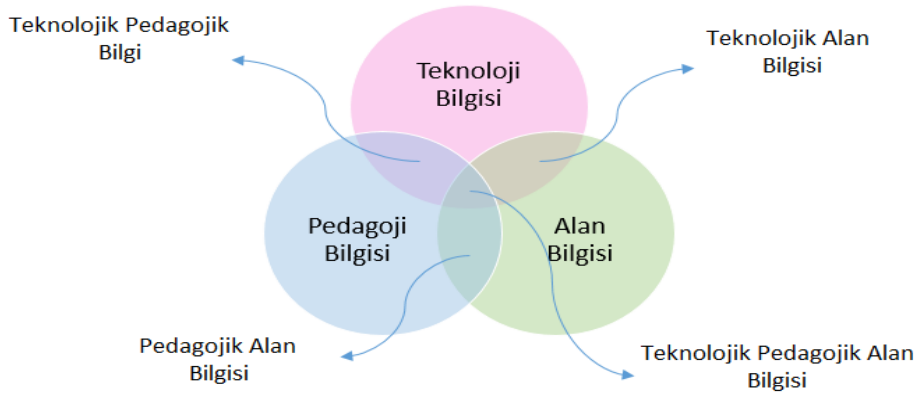 Teknolojik Pedagojik
Bilgi
Teknoloji
Bilgisi
Teknolojik Alan
Bilgisi
Pedagoji
Bilgisi
Alan
Bilgisi
Pedagojik Alan
Bilgisi
Teknolojik Pedagojik Alan
Bilgisi